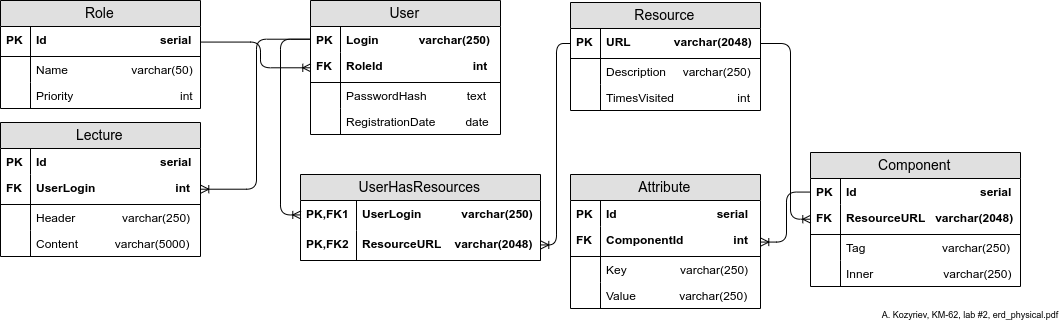 Role
PK Id serial
Name varchar(50)
Priority int
User
PK Login varchar(250)
FK RoleId int
PasswordHash text
RegistrationDate date
Resource
PK URL varchar(2048)
Description varchar(250)
TimesVisited int
Lecture
PK Id serial
FK UserLogin int
Header varchar(250)
Content varchar(5000)
UserHasResources
PK,FK1 UserLogin varchar(250)
PK,FK2 ResourceURL varchar(2048)
Attribute
PK Id serial
FK ComponentId int
Key varchar(250)
Value varchar(250)
Component
PK Id serial
FK ResourceURL varchar(2048)
Tag varchar(250)
Inner varchar(250)
A. Kozyriev, KM-62, lab #2, erd_physical.pdf